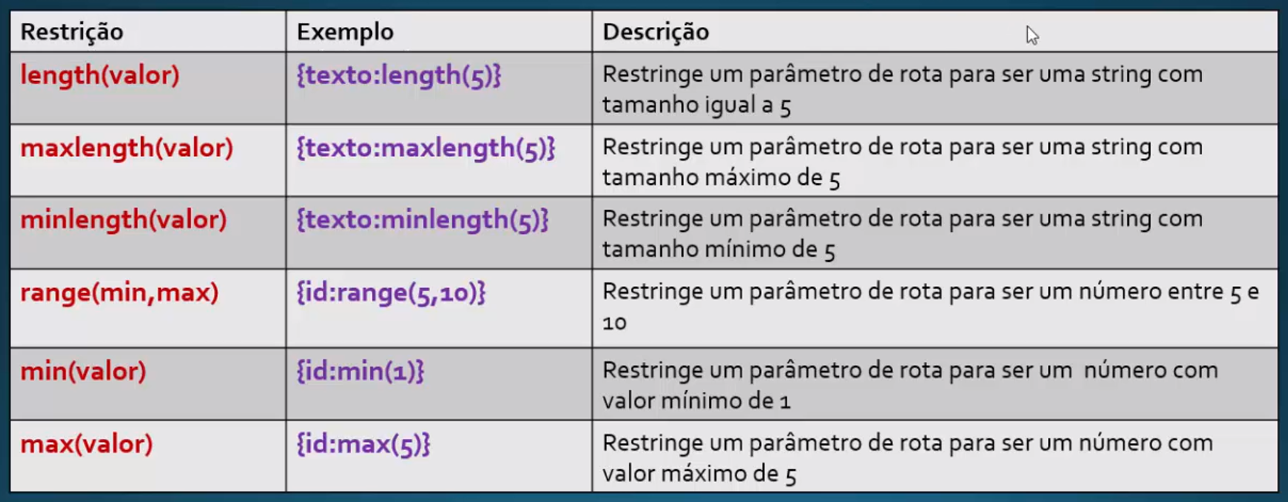 Restrição Exemplo Descrição
length(valor) {texto:length(5)} Restringe um parâmetro de rota para ser uma string com
tamanho igual a 5
maxlength(valor) {texto:maxlength(5)} Restringe um parâmetro de rota para ser uma string com
tamanho máximo de 5
minlength(valor) {texto:minlength(5)} Restringe um parâmetro de rota para ser uma string com
tamanho mínimo de 5
range(min,max) {id:range(5,10)} Restringe um parâmetro de rota para ser um número entre 5 e
10
min(valor) {id:min(1)} Restringe um parâmetro de rota para ser um número com
valor mínimo de 1
max(valor) {id:max(5)} Restringe um parâmetro de rota para ser um número com
valor máximo de 5